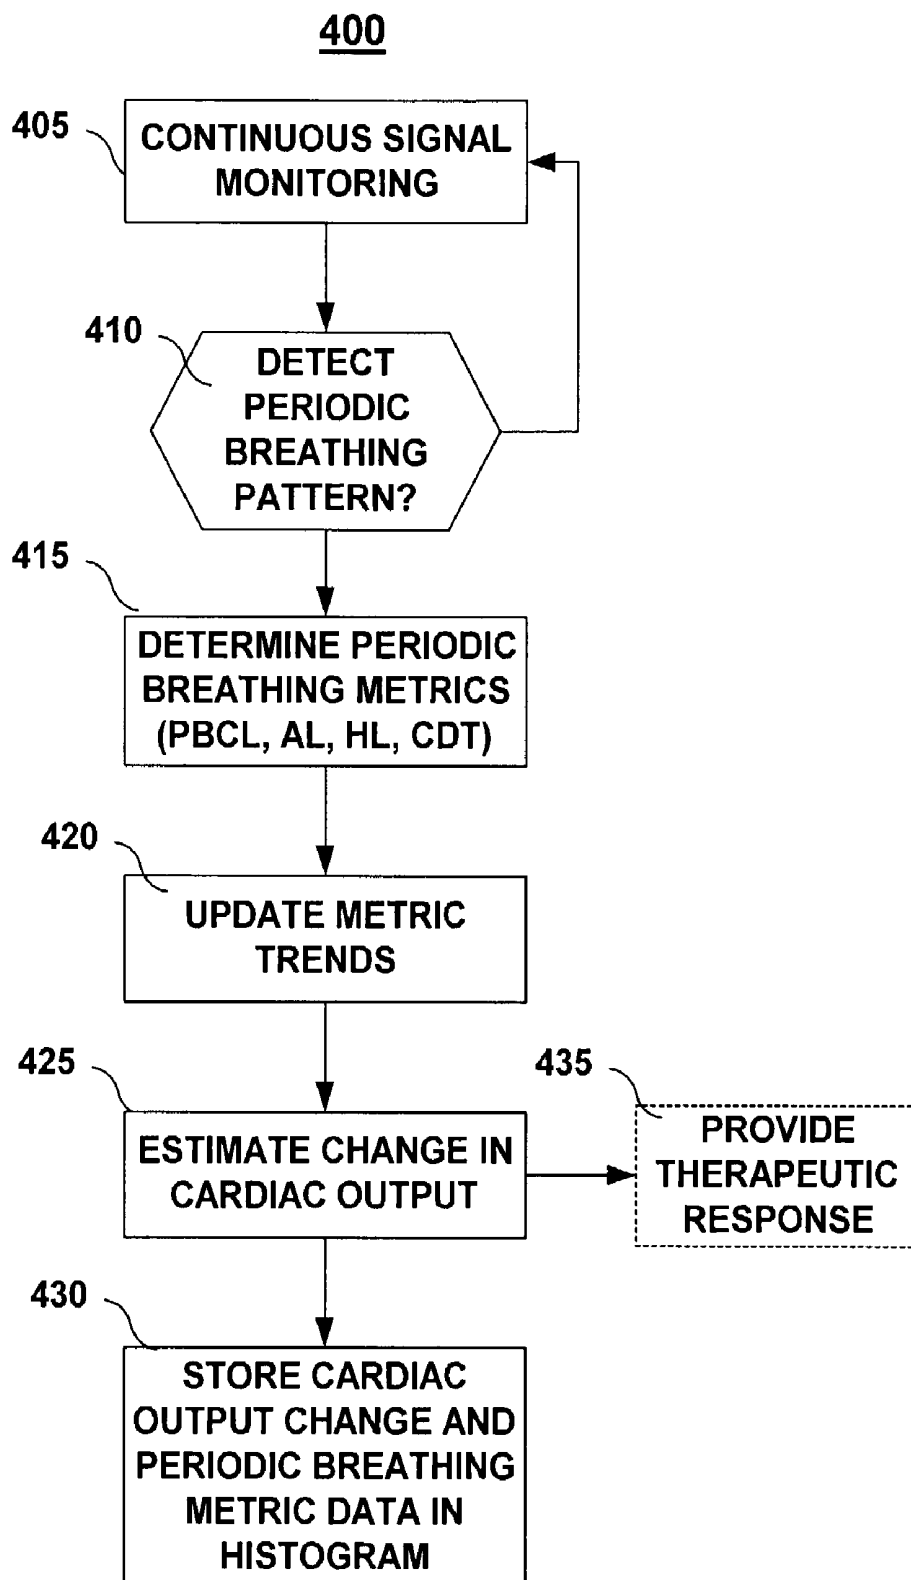 400
405
CONTINUOUS SIGNAL
MONITORING
410
DETECT
PERIODIC
BREATHING
PATTERN?
415
DETERMINE PERIODIC
BREATHING METRICS
(PBCL, AL, HL, CDT)
420
UPDATE METRIC
TRENDS
425
ESTIMATE CHANGE IN
CARDIAC OUTPUT
435
PROVIDE
THERAPEUTIC
RESPONSE
430
STORE CARDIAC
OUTPUT CHANGE AND
PERIODIC BREATHING
METRIC DATA IN
HISTOGRAM